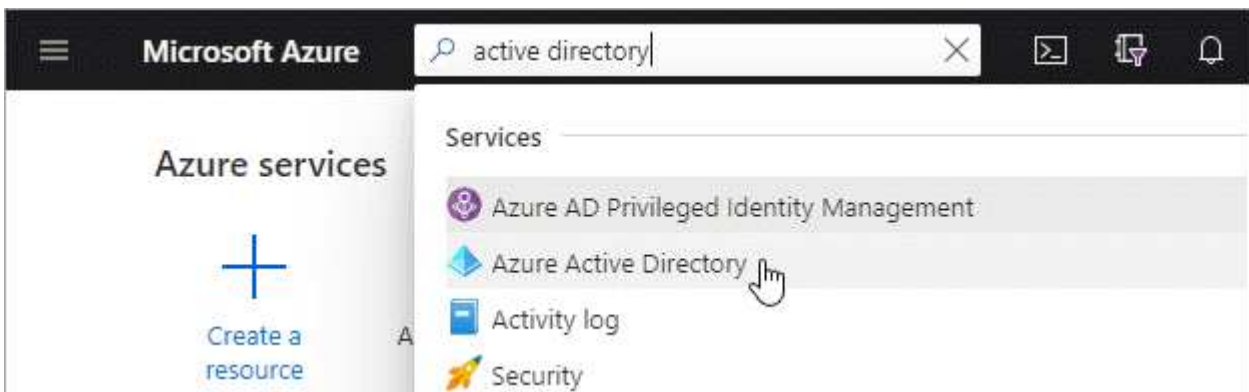 Microsoft Azure
active directory
Azure services
Create a
resource
A
Services
Azure AD Privileged Identity Management
Azure Active Directory
Activity log
Security